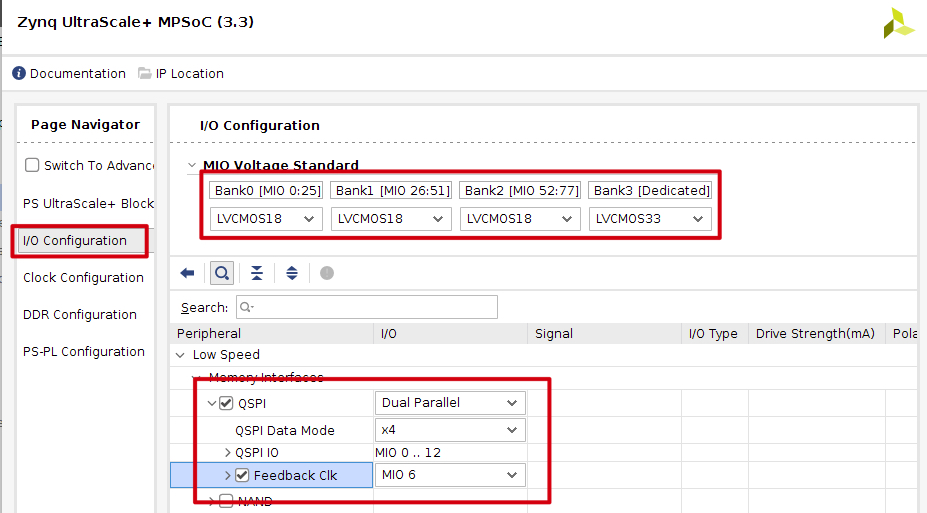 Zynq UltraScale+ MPSoC (3.3)
Documentation IP Location
Page Navigator
Switch To Advanc
PS UltraScale+ Block
I/O Configuration
Clock Configuration
DDR Configuration
PS-PL Configuration
I/O Configuration
MIO Voltage Standard
Bank0 [MIO 0:25] Bank1 [MIO 26:51] Bank2 [MIO 52:77] Bank3 [Dedicated]
LVCMOS18 LVCMOS18 LVCMOS18 LVCMOS33
Search:
Peripheral I/O Signal I/O Type Drive Strength(mA) Pola
Low Speed
Memory Interfaces
QSPI Dual Parallel
QSPI Data Mode x4
QSPI IO MIO 0 .. 12
Feedback Clk MIO 6
NAND